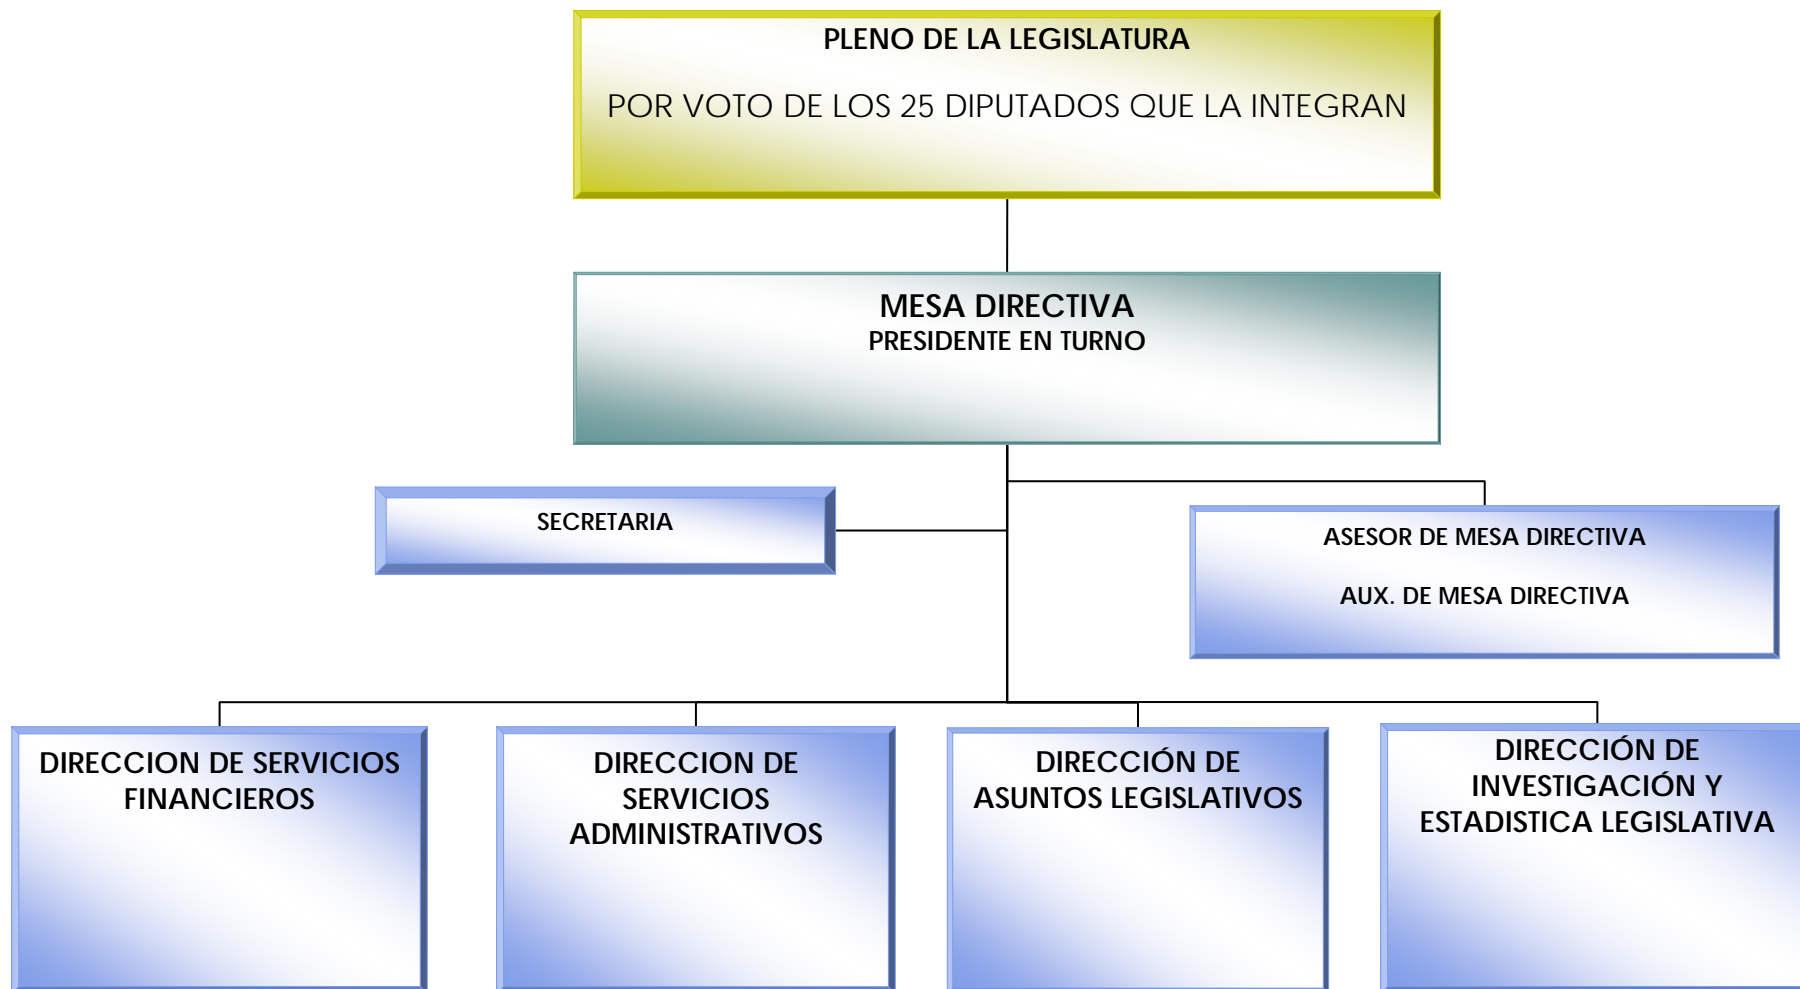 PLENO DE LA LEGISLATURA
POR VOTO DE LOS 25 DIPUTADOS QUE LA INTEGRAN
MESA DIRECTIVA
PRESIDENTE EN TURNO
SECRETARIA
ASESOR DE MESA DIRECTIVA
AUX. DE MESA DIRECTIVA
DIRECCION DE SERVICIOS
FINANCIEROS
DIRECCION DE
SERVICIOS
ADMINISTRATIVOS
DIRECCIÓN DE
ASUNTOS LEGISLATIVOS
DIRECCIÓN DE
INVESTIGACIÓN Y
ESTADISTICA LEGISLATIVA